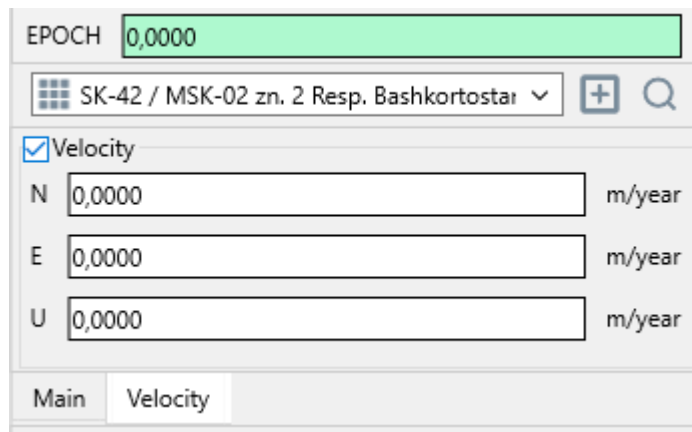 EPOCH 0,0000
SK-42 / MSK-02 zn. 2 Resp. Bashkortostar
Velocity
N 0,0000 m/year
E 0,0000 m/year
U 0,0000 m/year
Main Velocity